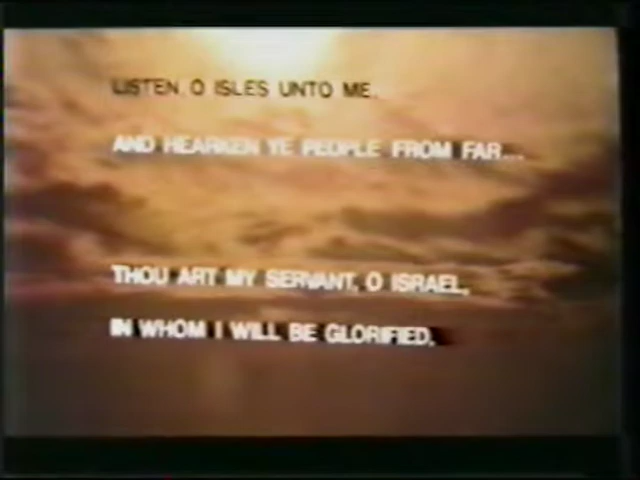 LISTEN, O ISLES UNTO ME,
AND HEARKEN YE PEOPLE FROM FAR...
THOU ART MY SERVANT, O ISRAEL,
IN WHOM I WILL BE GLORIFIED.